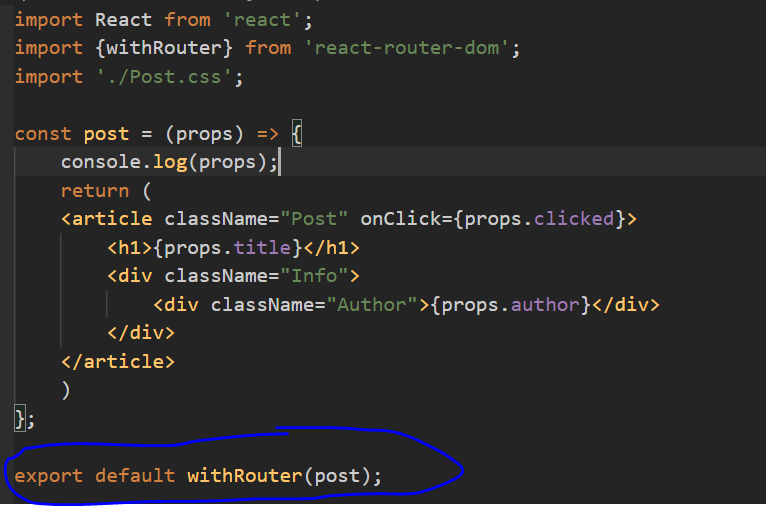 import React from 'react';
import {withRouter} from 'react-router-dom';
import './Post.css';
const post = (props) => {
console.log(props);
return (
<article className="Post" onClick={props.clicked}>
<h1>{props.title}</h1>
<div className="Info">
<div className="Author">{props.author}</div>
</div>
</article>
)
};
export default withRouter(post);